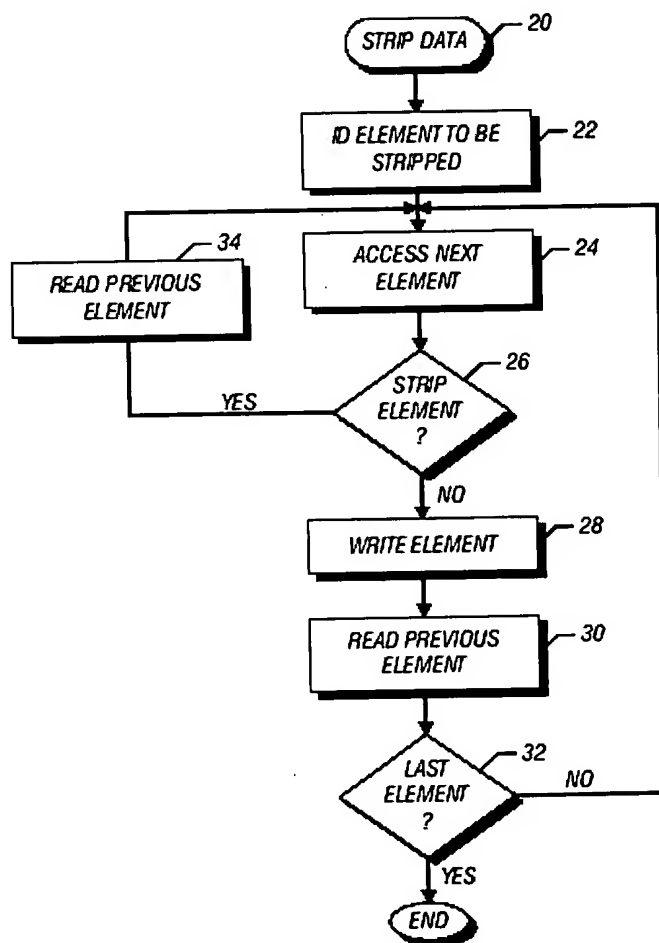 STRIP DATA
20
ID ELEMENT TO BE
STRIPPED
22
34
READ PREVIOUS
ELEMENT
ACCESS NEXT
ELEMENT
24
26
STRIP
ELEMENT
?
YES
NO
WRITE ELEMENT
28
READ PREVIOUS
ELEMENT
30
LAST
ELEMENT
?
32
NO
YES
END